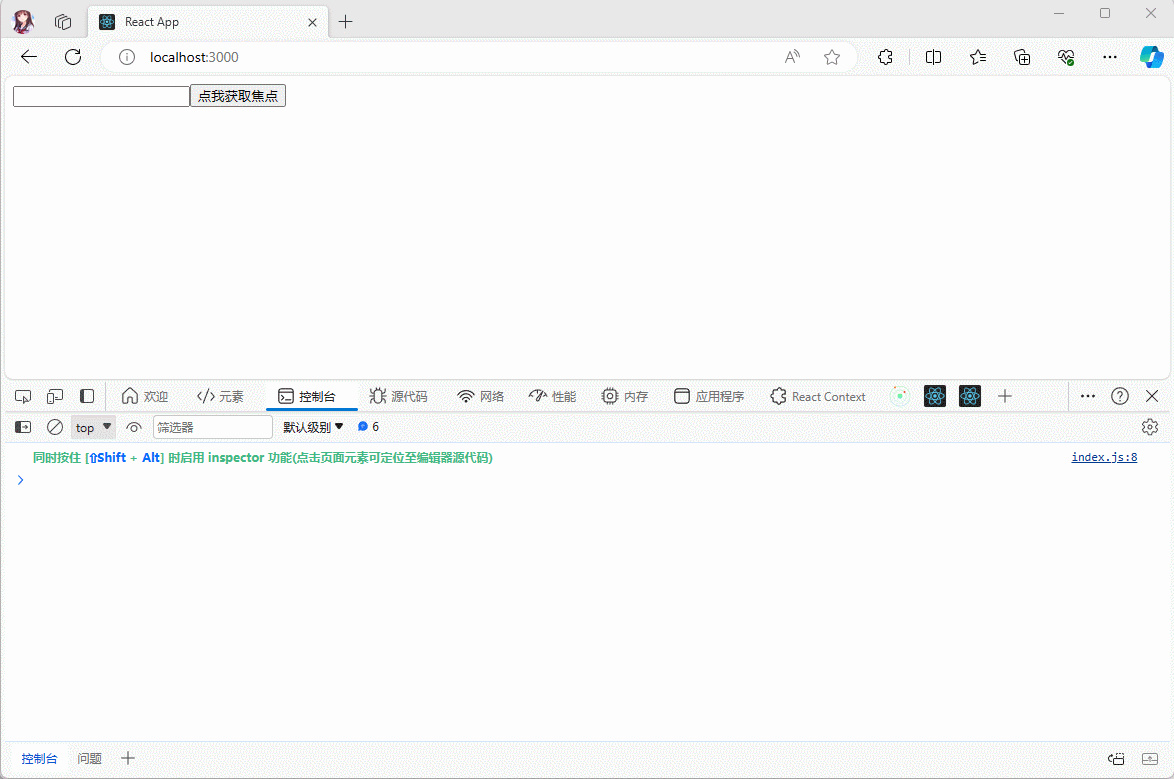 React App
localhost:3000
点我获取焦点
欢迎 元素 控制台 源代码 网络 性能 内存 应用程序 React Context
top 筛选器 默认级别 6
同时按住 [⇧Shift + Alt] 时启用 inspector 功能(点击页面元素可定位至编辑器源代码) index.js:8
控制台 问题